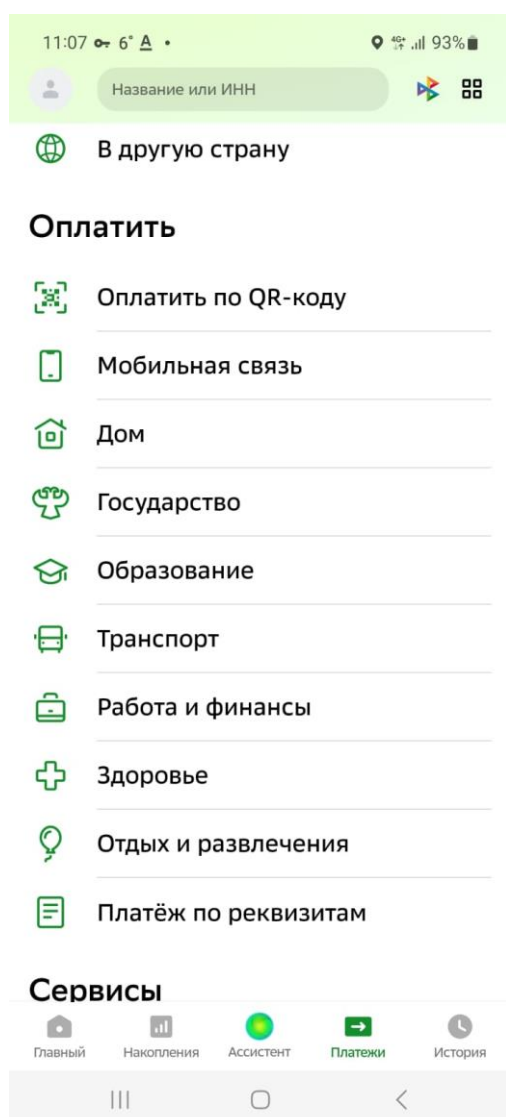 11:07 6° A •
4G+ 93%
Название или ИНН
В другую страну
Оплатить
Оплатить по QR-коду
Мобильная связь
Дом
Государство
Образование
Транспорт
Работа и финансы
Здоровье
Отдых и развлечения
Платёж по реквизитам
Сервисы
Главный Накопления Ассистент Платежи История